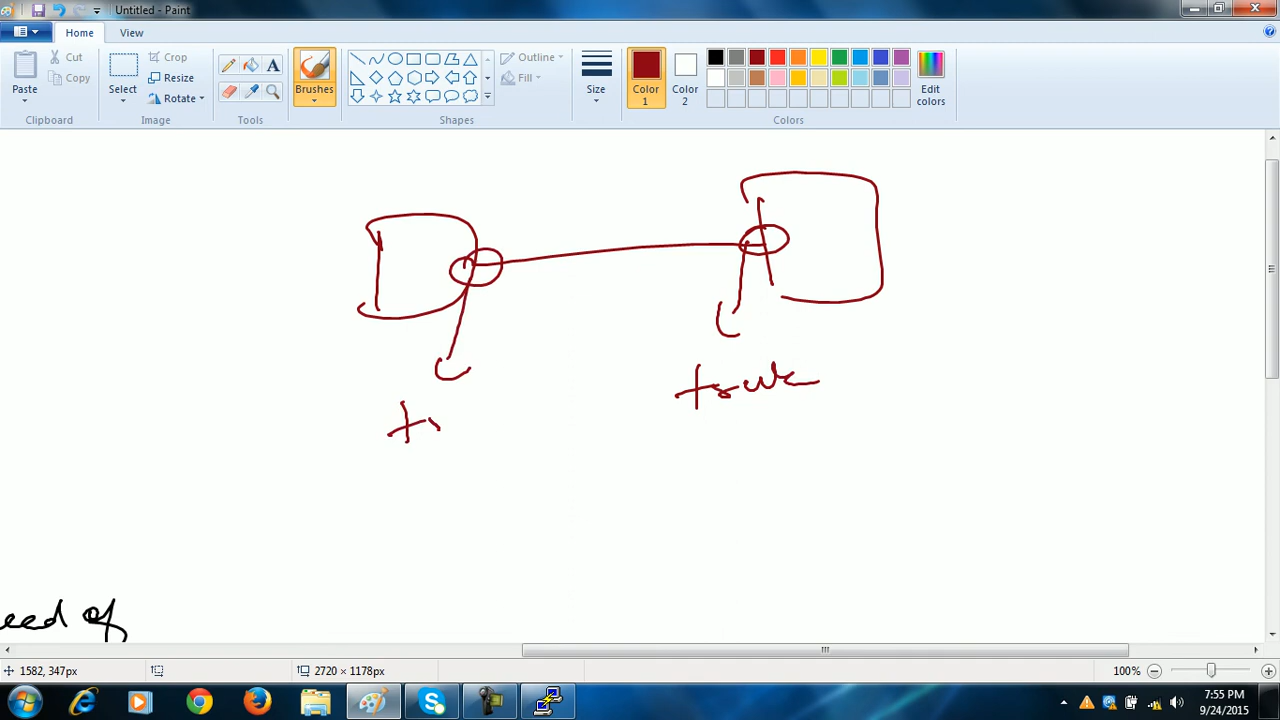 Untitled - Paint
Home
View
Paste
Cut
Copy
Clipboard
Select
Crop
Resize
Rotate
Image
Tools
Brushes
Outline
Fill
Shapes
Size
Color 1
Color 2
Edit colors
Colors
eed of
1582, 347px
2720 × 1178px
100%
7:55 PM
9/24/2015